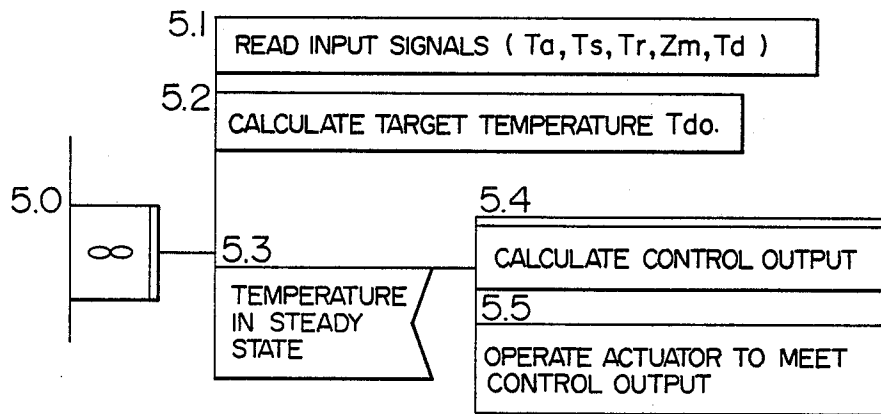 5.1
READ INPUT SIGNALS ( Ta, Ts, Tr, Zm, Td )
5.2
CALCULATE TARGET TEMPERATURE Tdo.
5.0
∞
5.3
TEMPERATURE
IN STEADY
STATE
5.4
CALCULATE CONTROL OUTPUT
5.5
OPERATE ACTUATOR TO MEET
CONTROL OUTPUT